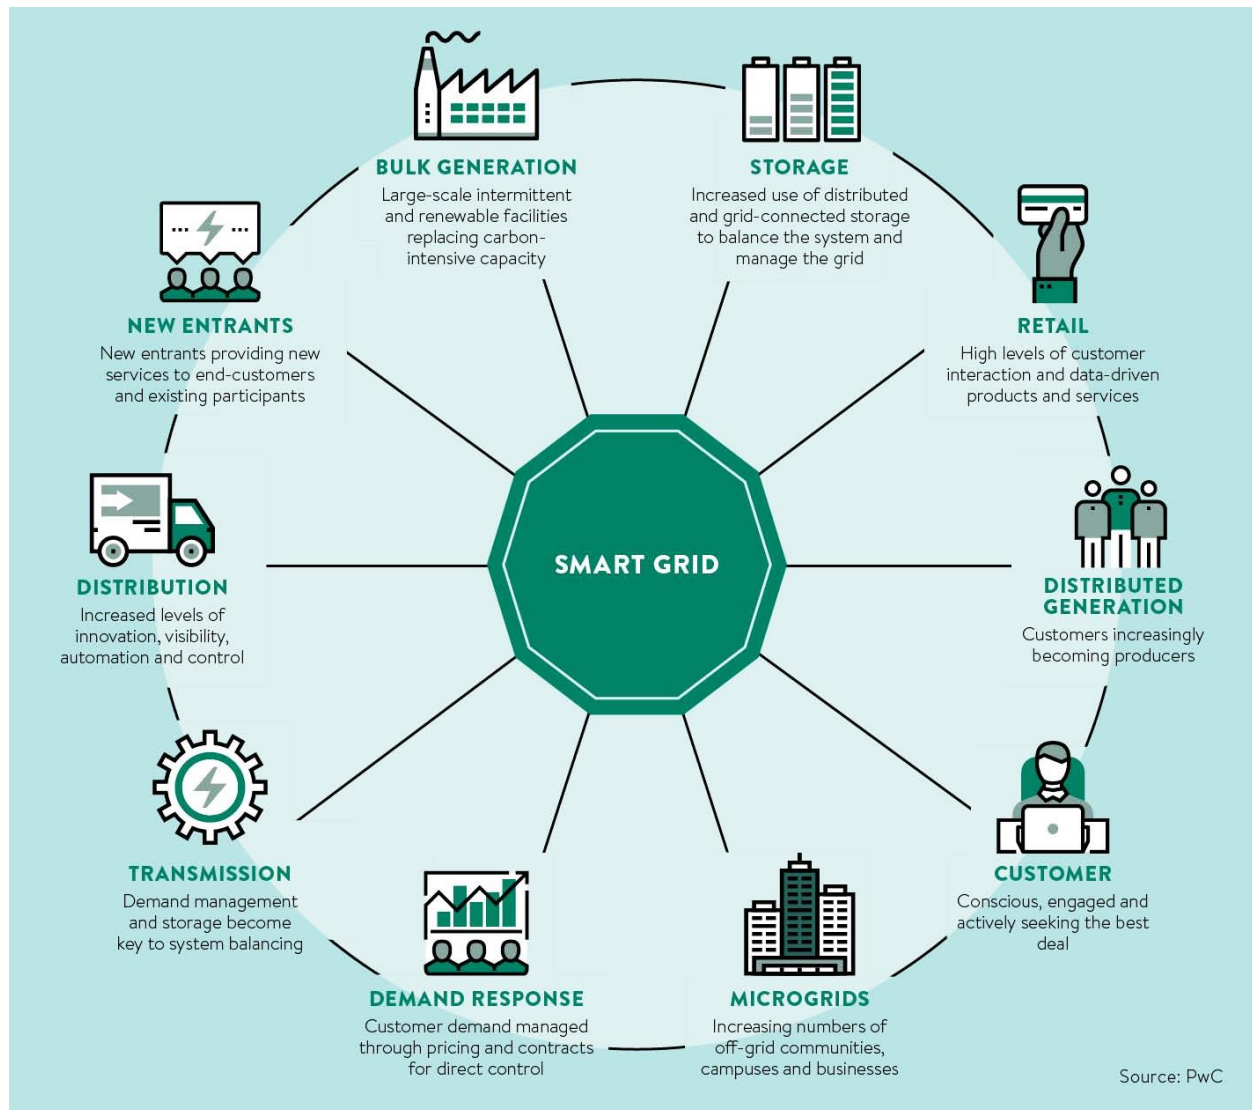 BULK GENERATION
Large-scale intermittent
and renewable facilities
replacing carbon-
intensive capacity
STORAGE
Increased use of distributed
and grid-connected storage
to balance the system and
manage the grid
RETAIL
High levels of customer
interaction and data-driven
products and services
DISTRIBUTED
GENERATION
Customers increasingly
becoming producers
CUSTOMER
Conscious, engaged and
actively seeking the best
deal
MICROGRIDS
Increasing numbers of
off-grid communities,
campuses and businesses
DEMAND RESPONSE
Customer demand managed
through pricing and contracts
for direct control
TRANSMISSION
Demand management
and storage become
key to system balancing
DISTRIBUTION
Increased levels of
innovation, visibility,
automation and control
NEW ENTRANTS
New entrants providing new
services to end-customers
and existing participants
SMART GRID
Source: PwC